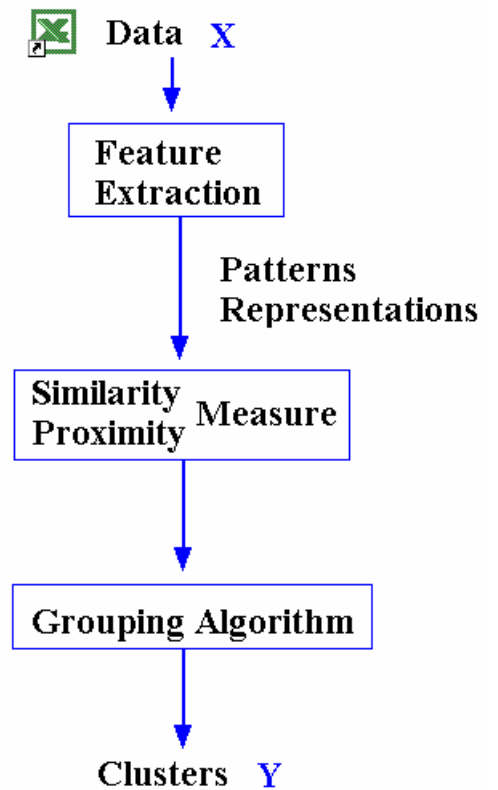 Data X
Feature
Extraction
Patterns
Representations
Similarity
Proximity Measure
Grouping Algorithm
Clusters Y